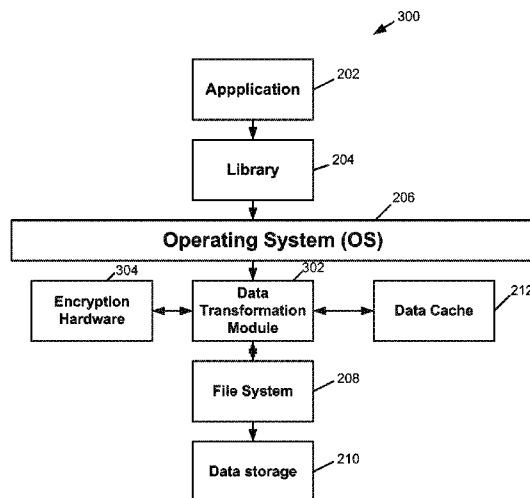 300
Appplication
202
Library
204
206
Operating System (OS)
304
302
212
Encryption
Hardware
Data
Transformation
Module
Data Cache
File System
208
Data storage
210